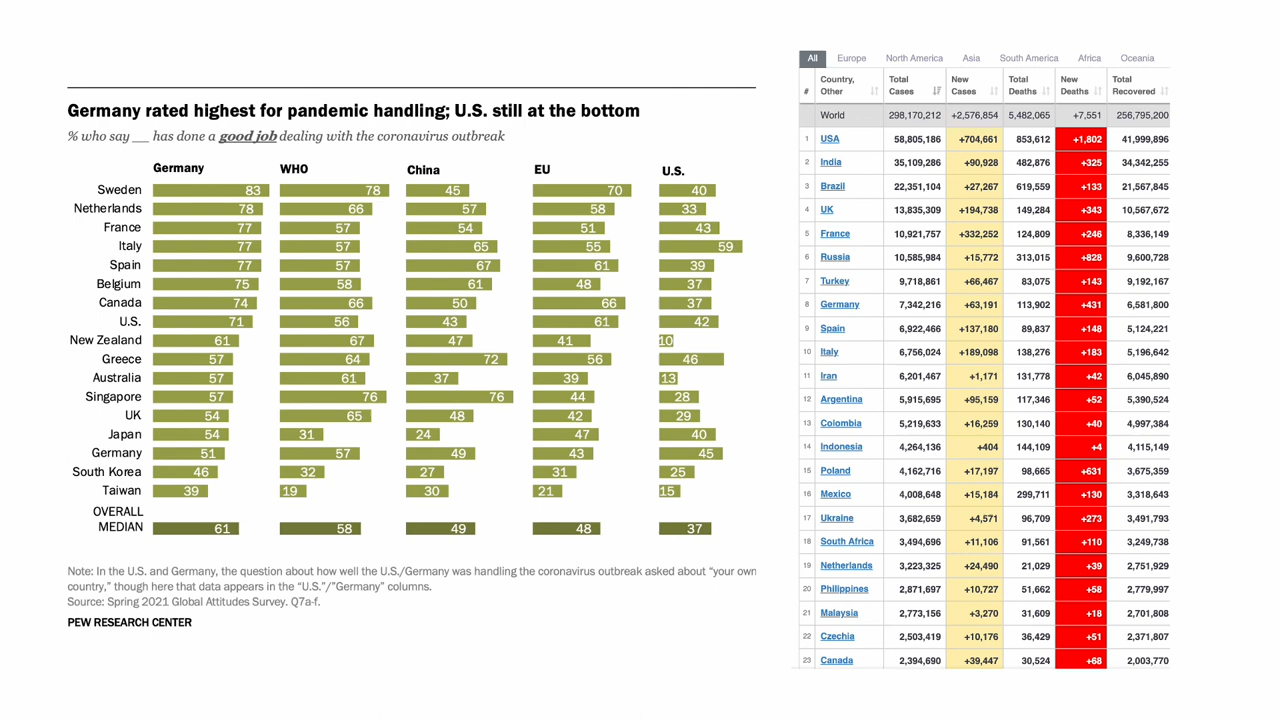 Germany rated highest for pandemic handling; U.S. still at the bottom
% who say __ has done a good job dealing with the coronavirus outbreak
Germany WHO China EU U.S.
Sweden 83 78 45 70 40
Netherlands 78 66 57 58 33
France 77 57 54 51 43
Italy 77 57 65 55 59
Spain 77 57 67 61 39
Belgium 75 58 61 48 37
Canada 74 66 50 66 37
U.S. 71 56 43 61 42
New Zealand 61 67 47 41 10
Greece 57 64 72 56 46
Australia 57 61 37 39 13
Singapore 57 76 76 44 28
UK 54 65 48 42 29
Japan 54 31 24 47 40
Germany 51 57 49 43 45
South Korea 46 32 27 31 25
Taiwan 39 19 30 21 15
OVERALL
MEDIAN 61 58 49 48 37
Note: In the U.S. and Germany, the question about how well the U.S./Germany was handling the coronavirus outbreak asked about “your own
country,” though here that data appears in the “U.S.”/”Germany” columns.
Source: Spring 2021 Global Attitudes Survey. Q7a-f.
PEW RESEARCH CENTER
All Europe North America Asia South America Africa Oceania
# Country, Other Total Cases New Cases Total Deaths New Deaths Total Recovered
World 298,170,212 +2,576,854 5,482,065 +7,551 256,795,200
1 USA 58,805,186 +704,661 853,612 +1,802 41,999,896
2 India 35,109,286 +90,928 482,876 +325 34,342,255
3 Brazil 22,351,104 +27,267 619,559 +133 21,567,845
4 UK 13,835,309 +194,738 149,284 +343 10,567,672
5 France 10,921,757 +332,252 124,809 +246 8,336,149
6 Russia 10,585,984 +15,772 313,015 +828 9,600,728
7 Turkey 9,718,861 +66,467 83,075 +143 9,192,167
8 Germany 7,342,216 +63,191 113,902 +431 6,581,800
9 Spain 6,922,466 +137,180 89,837 +148 5,124,221
10 Italy 6,756,024 +189,098 138,276 +183 5,196,642
11 Iran 6,201,467 +1,171 131,778 +42 6,045,890
12 Argentina 5,915,695 +95,159 117,346 +52 5,390,524
13 Colombia 5,219,633 +16,259 130,140 +40 4,997,384
14 Indonesia 4,264,136 +404 144,109 +4 4,115,149
15 Poland 4,162,716 +17,197 98,665 +631 3,675,359
16 Mexico 4,008,648 +15,184 299,711 +130 3,318,643
17 Ukraine 3,682,659 +4,571 96,709 +273 3,491,793
18 South Africa 3,494,696 +11,106 91,561 +110 3,249,738
19 Netherlands 3,223,325 +24,490 21,029 +39 2,751,929
20 Philippines 2,871,697 +10,727 51,662 +58 2,779,997
21 Malaysia 2,773,156 +3,270 31,609 +18 2,701,808
22 Czechia 2,503,419 +10,176 36,429 +51 2,371,807
23 Canada 2,394,690 +39,447 30,524 +68 2,003,770